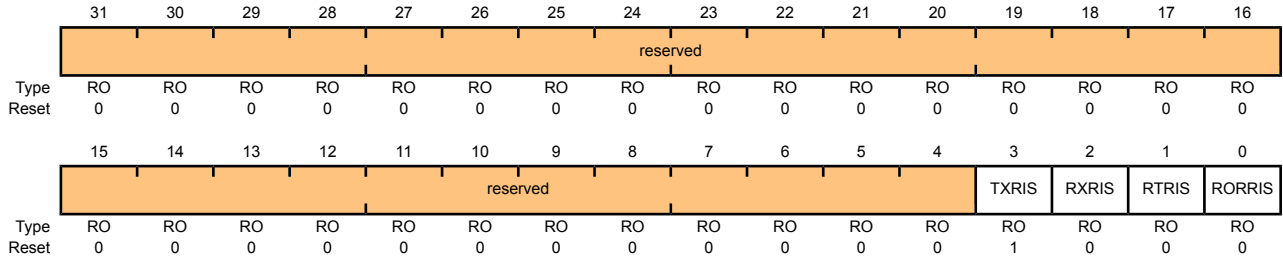 31 30 29 28 27 26 25 24 23 22 21 20 19 18 17 16
reserved
Type RO RO RO RO RO RO RO RO RO RO RO RO RO RO RO RO
Reset 0 0 0 0 0 0 0 0 0 0 0 0 0 0 0 0
15 14 13 12 11 10 9 8 7 6 5 4 3 2 1 0
reserved TXRIS RXRIS RTRIS RORRIS
Type RO RO RO RO RO RO RO RO RO RO RO RO RO RO RO RO
Reset 0 0 0 0 0 0 0 0 0 0 0 0 1 0 0 0